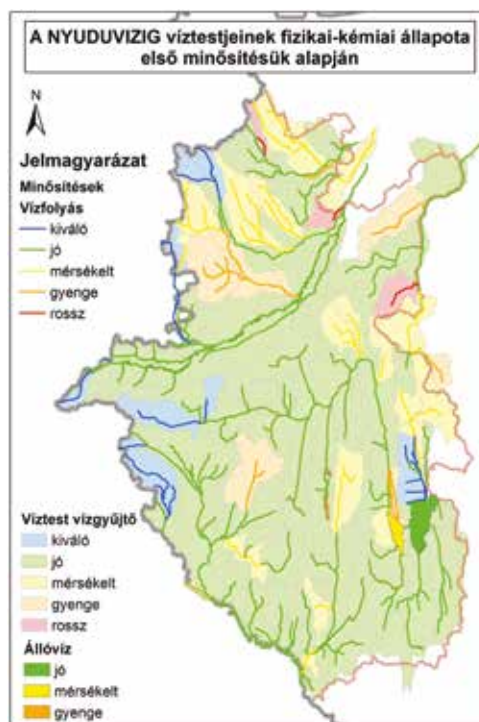 A NYUDUVIZIG víztestjeinek fizikai-kémiai állapota
első minősítésük alapján
N
Jelmagyarázat
Minősítések
Vízfolyás
kiváló
jó
mérsékelt
gyenge
rossz
Víztest vízgyűjtő
kiváló
jó
mérsékelt
gyenge
rossz
Állóvíz
jó
mérsékelt
gyenge